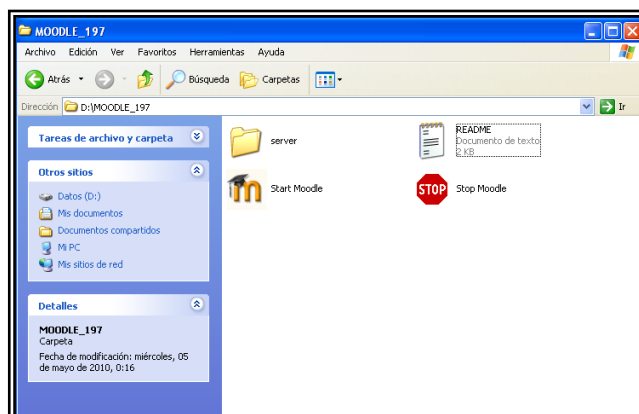 MOODLE_197
Archivo Edición Ver Favoritos Herramientas Ayuda
Atrás Búsqueda Carpetas
Dirección D:\MOODLE_197 Ir
Tareas de archivo y carpeta
Otros sitios
Datos (D:)
Mis documentos
Documentos compartidos
Mi PC
Mis sitios de red
Detalles
MOODLE_197
Carpeta
Fecha de modificación: miércoles, 05
de mayo de 2010, 0:16
server
README
Documento de texto
2 KB
m
Start Moodle
STOP
Stop Moodle